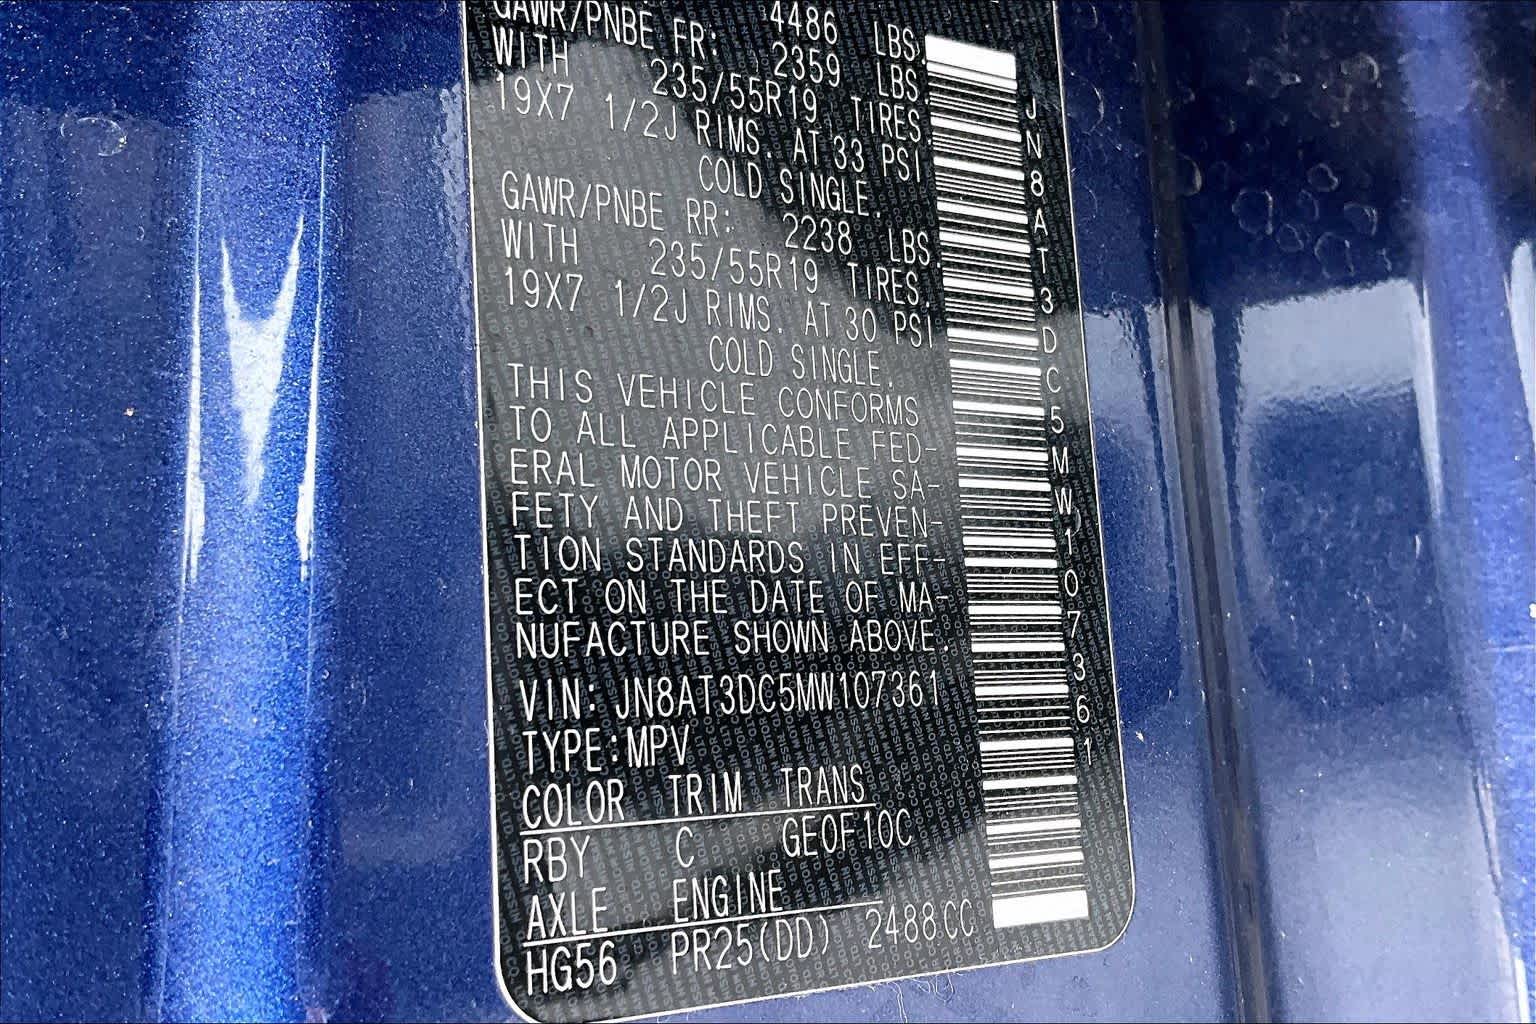 GAWR/PNBE FR: 4486 LBS
2359 LBS.
WITH 235/55R19 TIRES
19X7 1/2J RIMS. AT 33 PSI
COLD SINGLE.
GAWR/PNBE RR: 2238 LBS.
WITH 235/55R19 TIRES.
19X7 1/2J RIMS. AT 30 PSI
COLD SINGLE.
THIS VEHICLE CONFORMS
TO ALL APPLICABLE FED-
ERAL MOTOR VEHICLE SA-
FETY AND THEFT PREVEN-
TION STANDARDS IN EFF-
ECT ON THE DATE OF MA-
NUFACTURE SHOWN ABOVE.
VIN: JN8AT3DC5MW107361
TYPE:MPV
COLOR TRIM TRANS
RBY C GEOF10C
AXLE ENGINE
HG56 PR25(DD) 2488CC
JN8AT3DC5MW107361